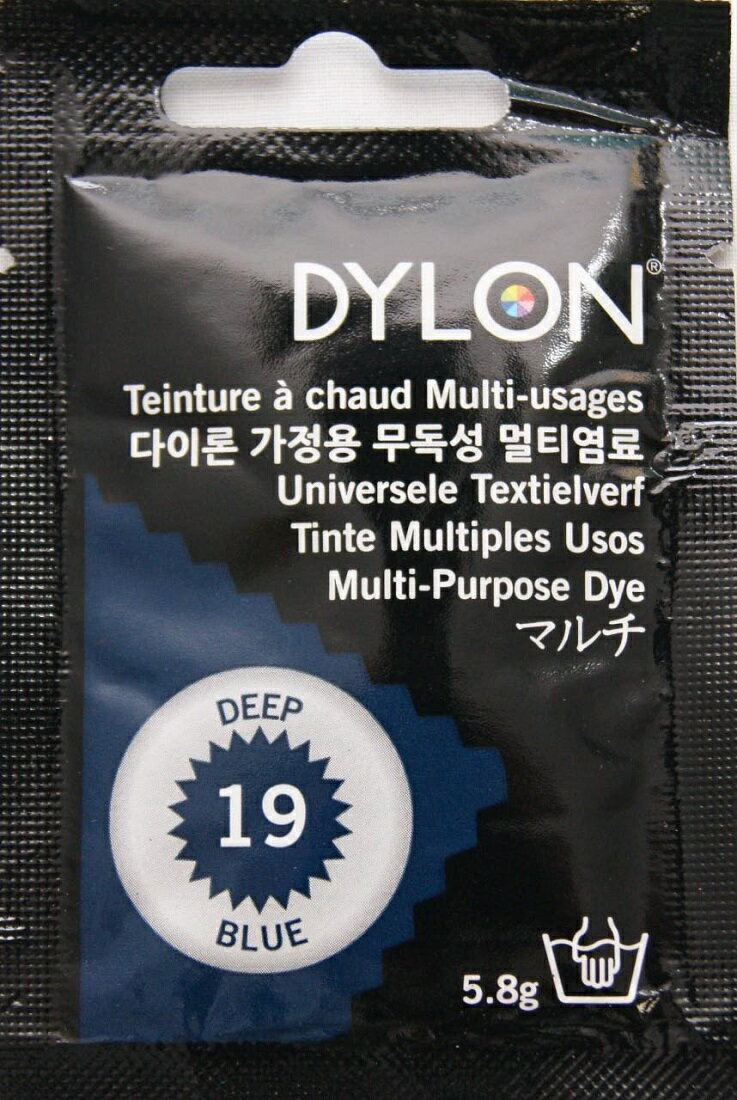 DYLON®
Teinture à chaud Multi-usages
다이론 가정용 무독성 멀티염료
Universele Textielverf
Tinte Multiples Usos
Multi-Purpose Dye
マルチ
DEEP
19
BLUE
5.8g